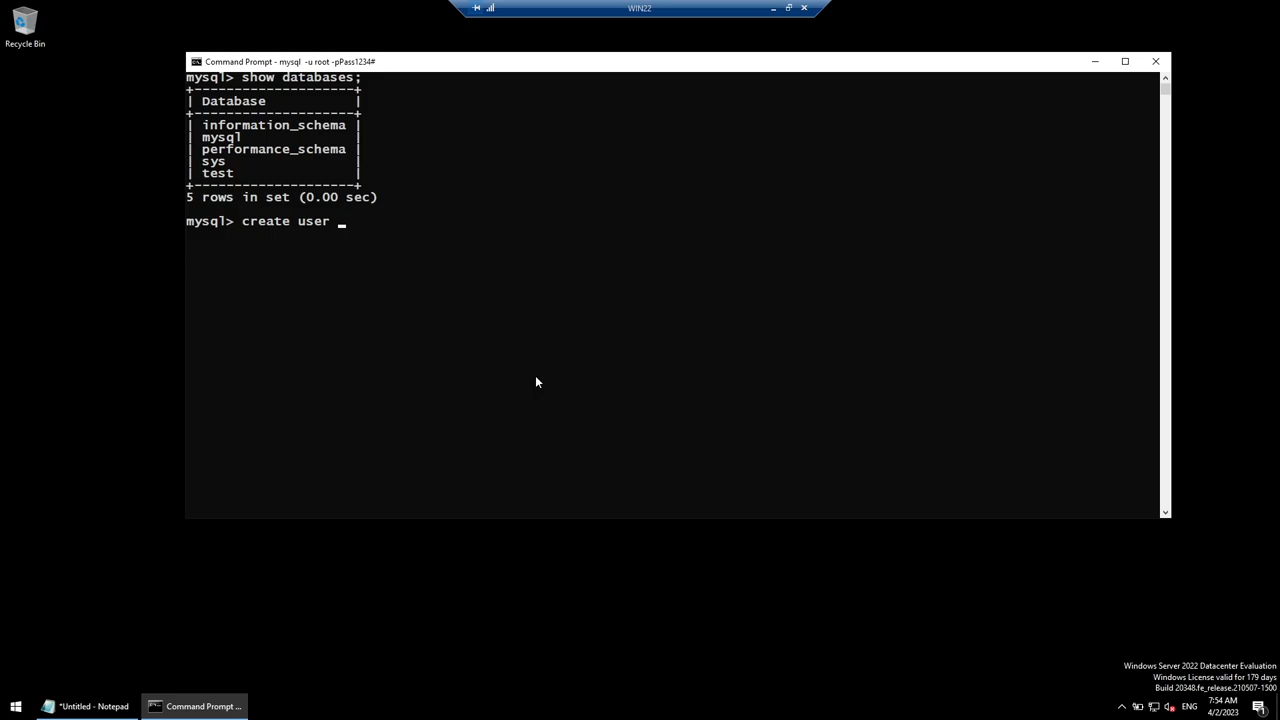 WIN22
Recycle Bin
Command Prompt - mysql -u root -pPass1234#
mysql> show databases;
+--------------------+
| Database           |
+--------------------+
| information_schema |
| mysql              |
| performance_schema |
| sys                |
| test               |
+--------------------+
5 rows in set (0.00 sec)
mysql> create user _
Windows Server 2022 Datacenter Evaluation
Windows License valid for 179 days
Build 20348.fe_release.210507-1500
*Untitled - Notepad
Command Prompt ...
ENG
7:54 AM
4/2/2023
1